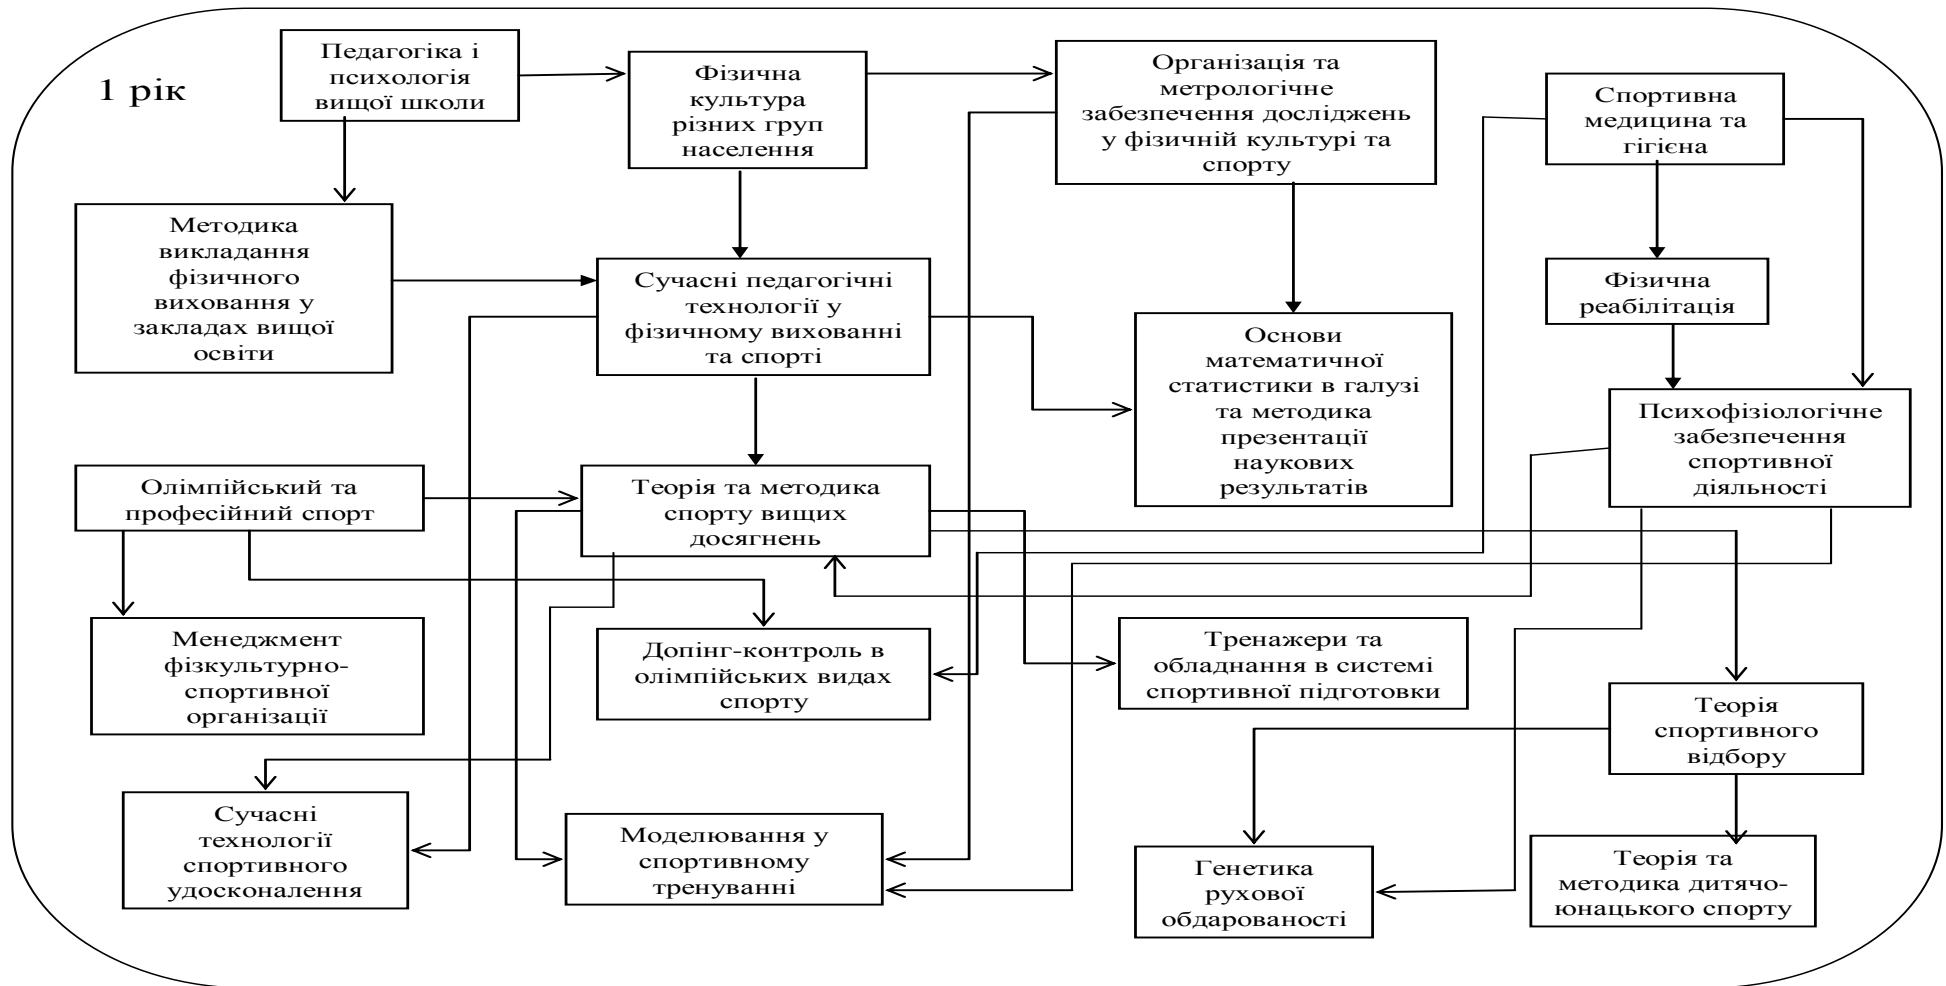 1 рік
Педагогіка і
психологія
вищої школи
Фізична
культура
різних груп
населення
Організація та
метрологічне
забезпечення досліджень
у фізичній культурі та
спорту
Спортивна
медицина та
гігієна
Методика
викладання
фізичного
виховання у
закладах вищої
освіти
Сучасні педагогічні
технології у
фізичному вихованні
та спорті
Основи
математичної
статистики в галузі
та методика
презентації
наукових
результатів
Фізична
реабілітація
Психофізіологічне
забезпечення
спортивної
діяльності
Олімпійський та
професійний спорт
Теорія та методика
спорту вищих
досягнень
Менеджмент
фізкультурно-
спортивної
організації
Допінг-контроль в
олімпійських видах
спорту
Тренажери та
обладнання в системі
спортивної підготовки
Теорія
спортивного
відбору
Сучасні
технології
спортивного
удосконалення
Моделювання у
спортивному
тренуванні
Генетика
рухової
обдарованості
Теорія та
методика дитячо-
юнацького спорту